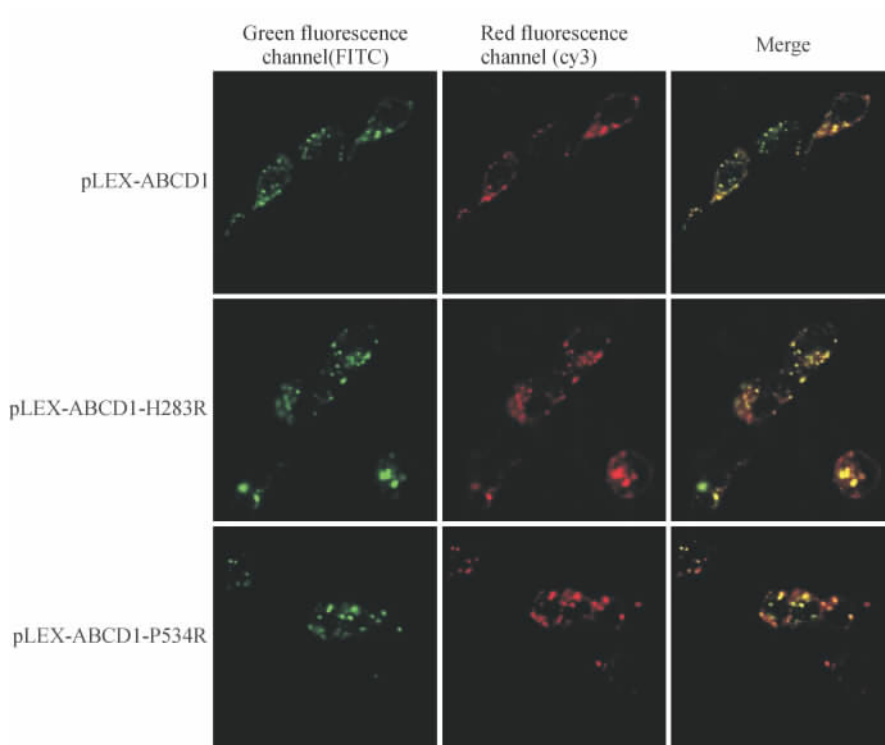 Green fluorescence
channel(FITC)
Red fluorescence
channel (cy3)
Merge
pLEX-ABCD1
pLEX-ABCD1-H283R
pLEX-ABCD1-P534R